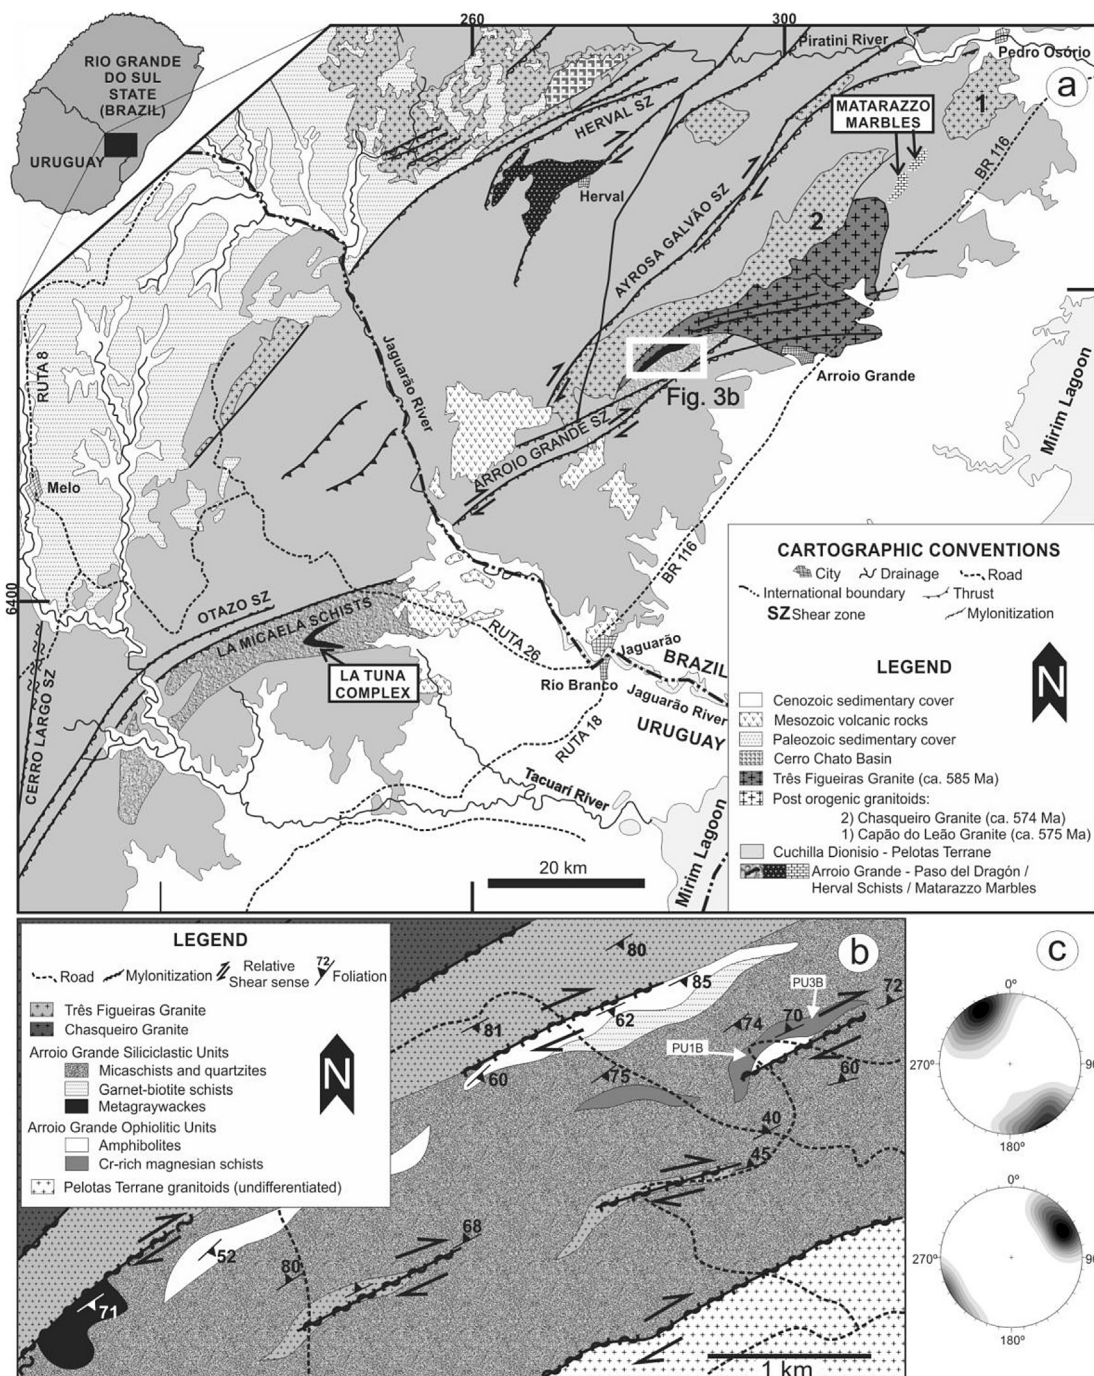 260
300
RIO GRANDE
DO SUL
STATE
(BRAZIL)
URUGUAY
Piratini River
Pedro Osório
a
1
MATARAZZO
MARBLES
BR 116
HERVAL SZ
Herval
AYROSA GALVÃO SZ
2
RUTA 8
Jaguarão River
Arroio Grande
Fig. 3b
Mirim Lagoon
ARROIO GRANDE SZ
Melo
BR 116
6400
OTAZO SZ
LA MICAELA SCHISTS
LA TUNA
COMPLEX
RUTA 26
Jaguarão
BRAZIL
Rio Branco
Jaguarão River
URUGUAY
RUTA 18
CERRO LARGO SZ
Tacuarí River
Mirim Lagoon
20 km
CARTOGRAPHIC CONVENTIONS
City Drainage Road
International boundary Thrust
SZ Shear zone Mylonitization
LEGEND
N
Cenozoic sedimentary cover
Mesozoic volcanic rocks
Paleozoic sedimentary cover
Cerro Chato Basin
Três Figueiras Granite (ca. 585 Ma)
Post orogenic granitoids:
2) Chasqueiro Granite (ca. 574 Ma)
1) Capão do Leão Granite (ca. 575 Ma)
Cuchilla Dionisio - Pelotas Terrane
Arroio Grande - Paso del Dragón /
Herval Schists / Matarazzo Marbles
LEGEND
Road Mylonitization Relative
Shear sense 72 Foliation
Três Figueiras Granite
Chasqueiro Granite
Arroio Grande Siliciclastic Units
Micaschists and quartzites
Garnet-biotite schists
Metagraywackes
Arroio Grande Ophiolitic Units
Amphibolites
Cr-rich magnesian schists
Pelotas Terrane granitoids (undifferentiated)
N
b
80
85
PU3B
72
81
62
74
70
PU1B
60
75
60
40
45
68
52
80
71
1 km
c
0º
270º
90
180º
0º
270º
90
180º